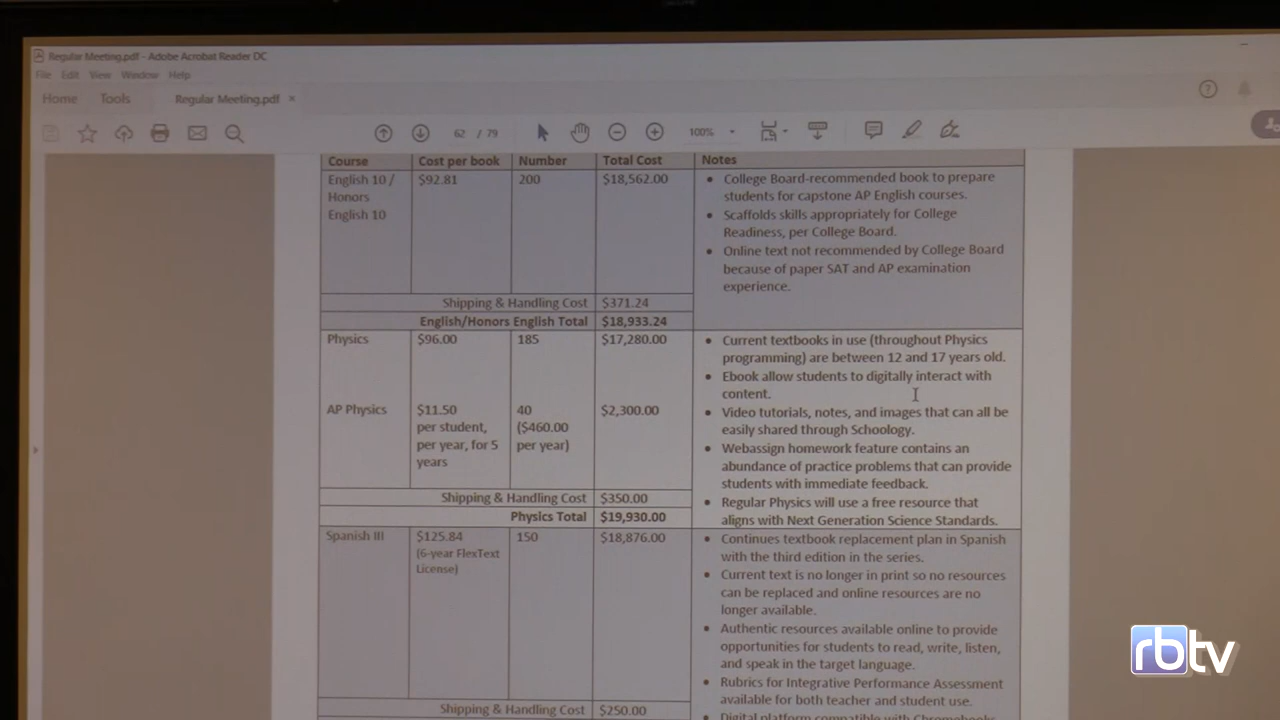 Regular Meeting.pdf - Adobe Acrobat Reader DC
File Edit View Window Help
Home Tools Regular Meeting.pdf ×
62 / 79 100%
Course Cost per book Number Total Cost Notes
English 10 /
Honors
English 10
$92.81
200
$18,562.00
• College Board-recommended book to prepare
students for capstone AP English courses.
• Scaffolds skills appropriately for College
Readiness, per College Board.
• Online text not recommended by College Board
because of paper SAT and AP examination
experience.
Shipping & Handling Cost $371.24
English/Honors English Total $18,933.24
Physics
$96.00
185
$17,280.00
AP Physics
$11.50
per student,
per year, for 5
years
40
($460.00
per year)
$2,300.00
• Current textbooks in use (throughout Physics
programming) are between 12 and 17 years old.
• Ebook allow students to digitally interact with
content.
• Video tutorials, notes, and images that can all be
easily shared through Schoology.
• Webassign homework feature contains an
abundance of practice problems that can provide
students with immediate feedback.
• Regular Physics will use a free resource that
aligns with Next Generation Science Standards.
Shipping & Handling Cost $350.00
Physics Total $19,930.00
Spanish III
$125.84
(6-year FlexText
License)
150
$18,876.00
• Continues textbook replacement plan in Spanish
with the third edition in the series.
• Current text is no longer in print so no resources
can be replaced and online resources are no
longer available.
• Authentic resources available online to provide
opportunities for students to read, write, listen,
and speak in the target language.
• Rubrics for Integrative Performance Assessment
available for both teacher and student use.
• Digital platform compatible with Chromebooks
Shipping & Handling Cost $250.00
rbtv